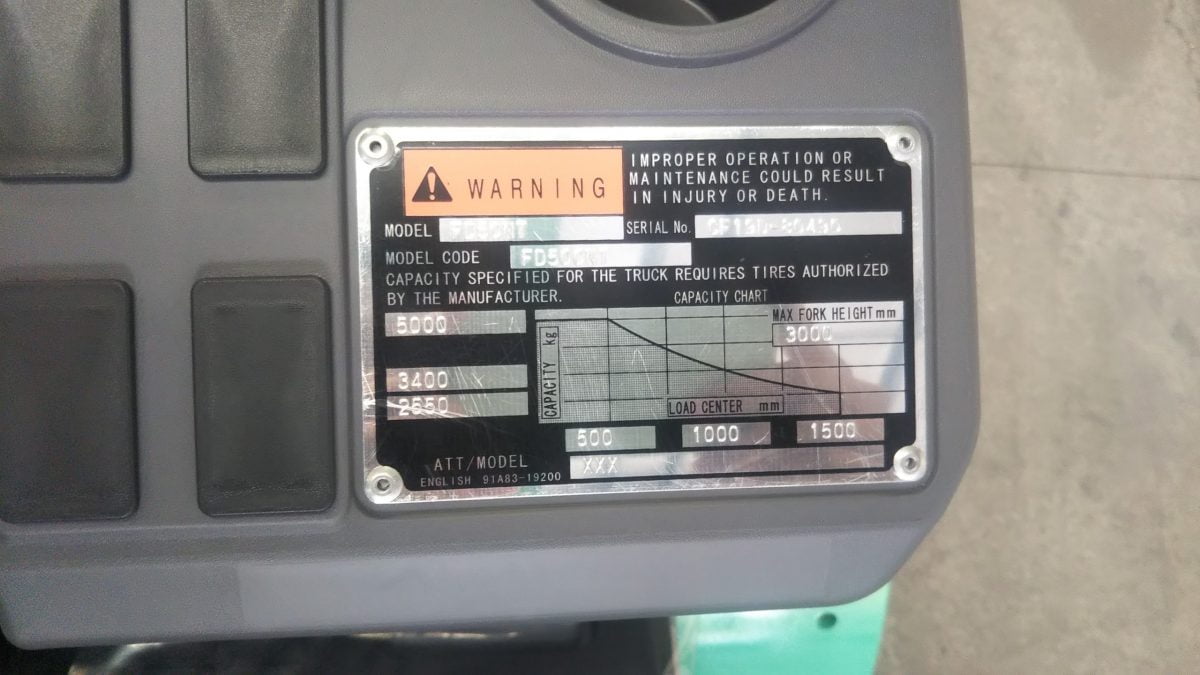 WARNING
IMPROPER OPERATION OR
MAINTENANCE COULD RESULT
IN INJURY OR DEATH.
MODEL
SERIAL No.
MODEL CODE
CAPACITY SPECIFIED FOR THE TRUCK REQUIRES TIRES AUTHORIZED
BY THE MANUFACTURER.
CAPACITY CHART
MAX FORK HEIGHT mm
3000
5000
3400
2550
CAPACITY kg
LOAD CENTER mm
500 1000 1500
ATT/MODEL XXX
ENGLISH 91A83-19200